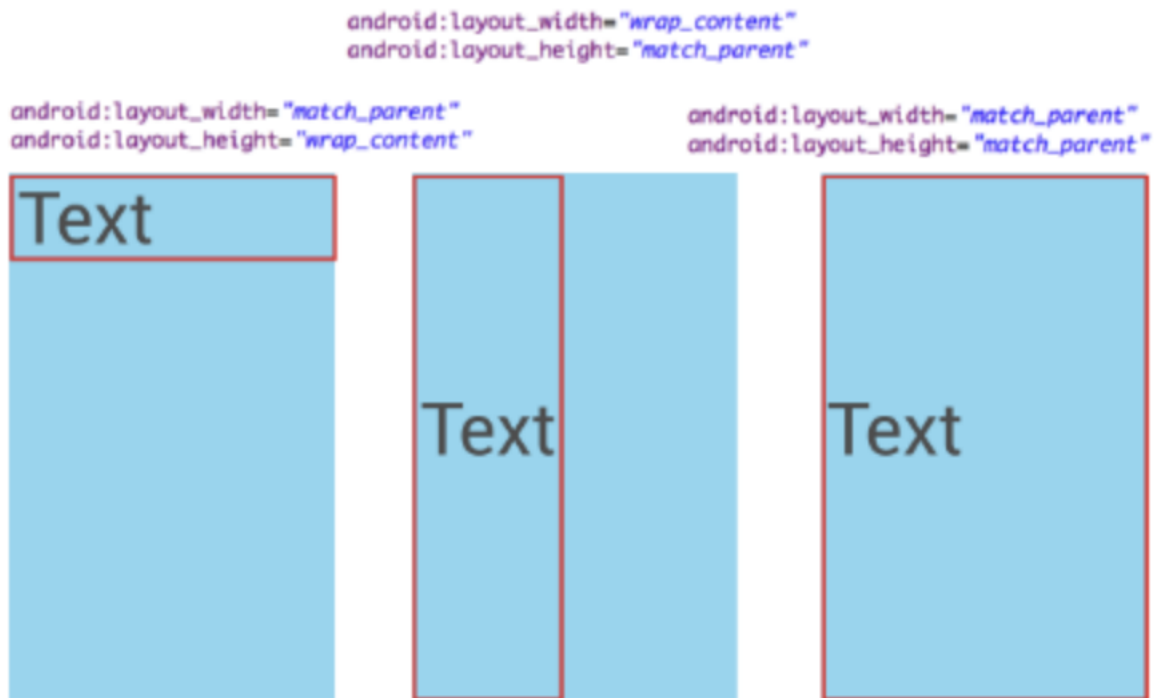 android:layout_width="wrap_content"
android:layout_height="match_parent"
android:layout_width="match_parent"
android:layout_height="wrap_content"
android:layout_width="match_parent"
android:layout_height="match_parent"
Text
Text
Text